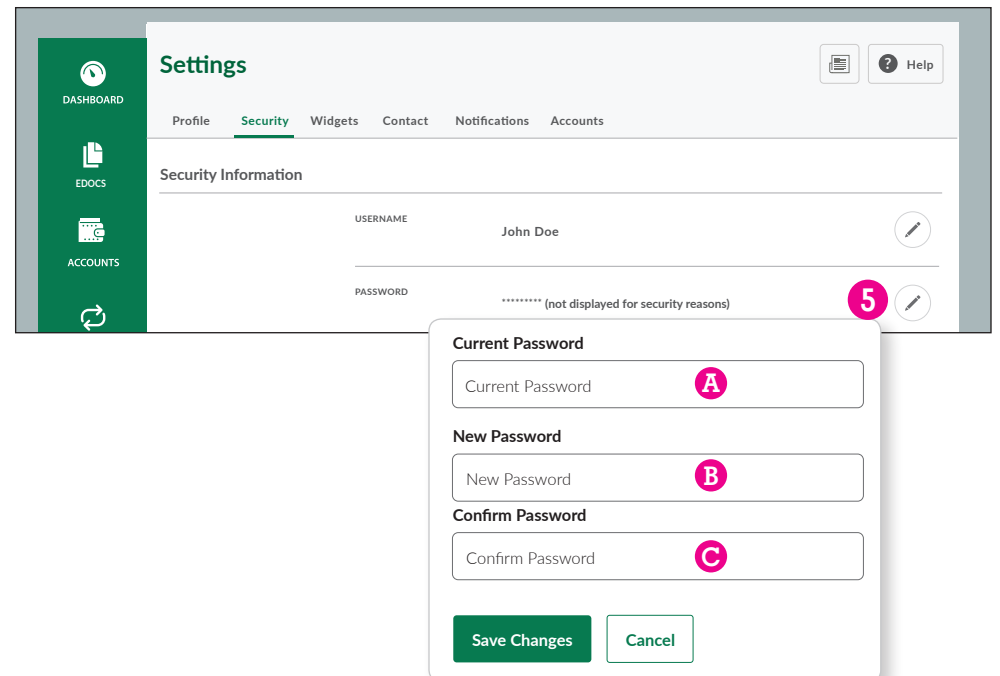 Settings
Help
DASHBOARD
Profile Security Widgets Contact Notifications Accounts
EDOCS
Security Information
ACCOUNTS
USERNAME
John Doe
PASSWORD
********* (not displayed for security reasons)
5
Current Password
Current Password
A
New Password
New Password
B
Confirm Password
Confirm Password
C
Save Changes
Cancel